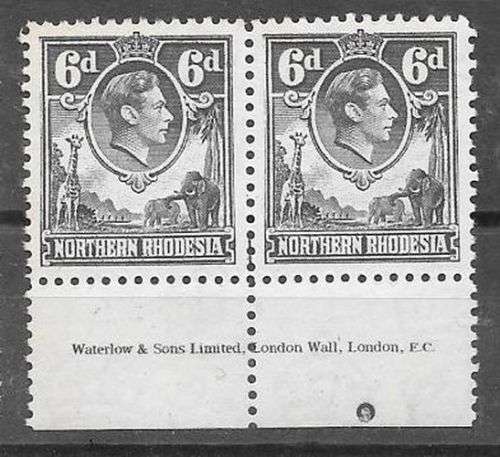 6d 6d 6d 6d
NORTHERN RHODESIA NORTHERN RHODESIA
Waterlow & Sons Limited, London Wall, London, E.C.